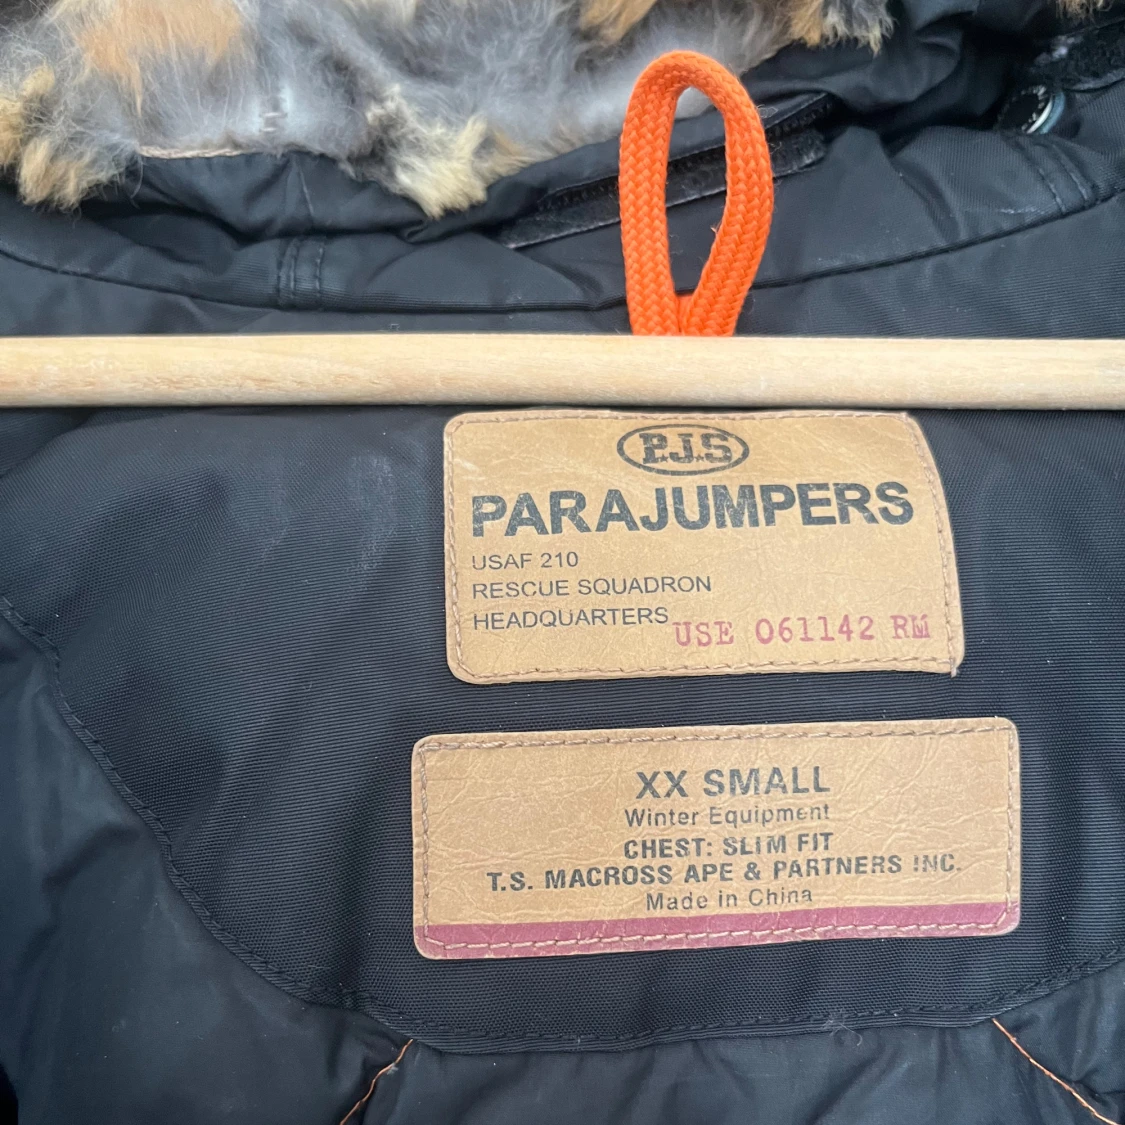 P.J.S
PARAJUMPERS
USAF 210
RESCUE SQUADRON
HEADQUARTERS
USE 061142 RM
XX SMALL
Winter Equipment
CHEST: SLIM FIT
T.S. MACROSS APE & PARTNERS INC.
Made in China